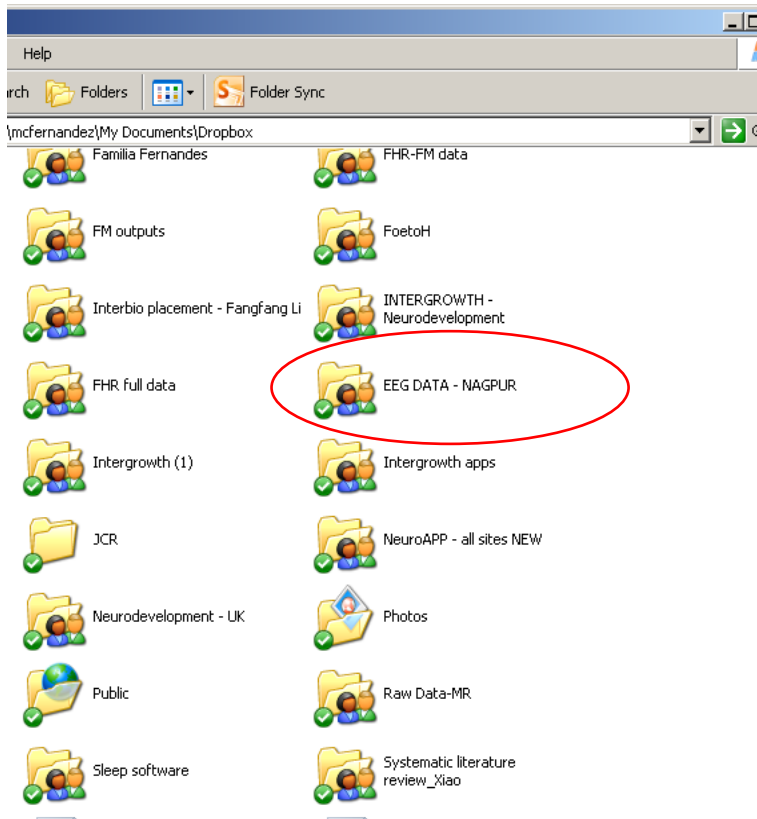 Help
rch Folders Folder Sync
\mcfernandez\My Documents\Dropbox
Familia Fernandes
FHR-FM data
FM outputs
FoetoH
Interbio placement - Fangfang Li
INTERGROWTH -
Neurodevelopment
FHR full data
EEG DATA - NAGPUR
Intergrowth (1)
Intergrowth apps
JCR
NeuroAPP - all sites NEW
Neurodevelopment - UK
Photos
Public
Raw Data-MR
Sleep software
Systematic literature
review_Xiao